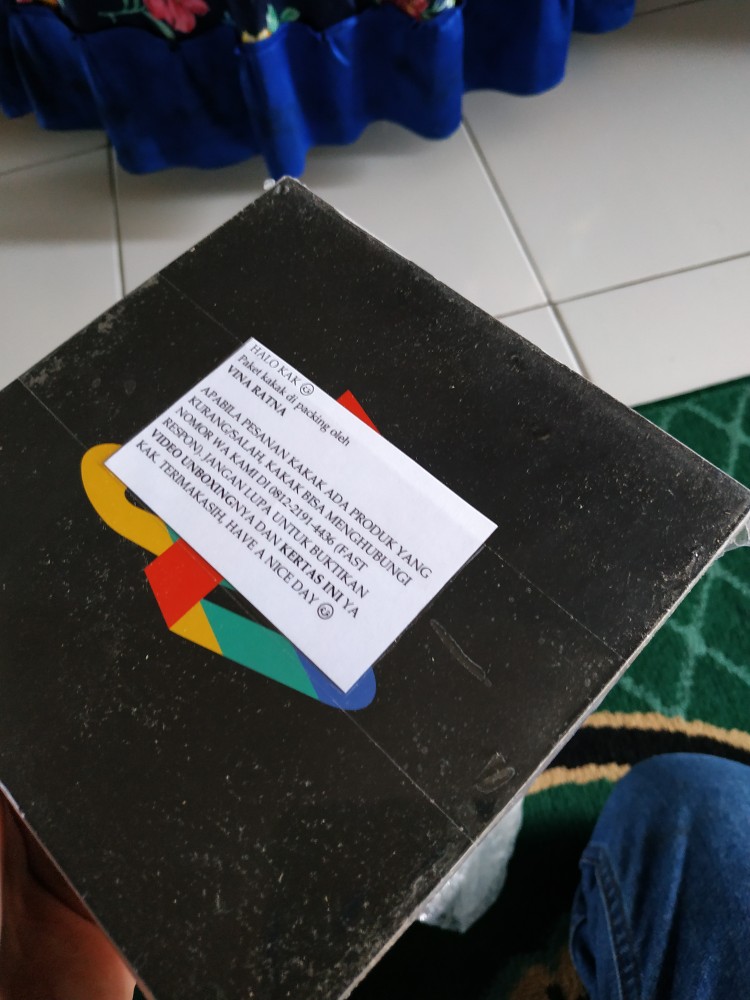 HALO KAK ☺
Paket kakak di packing oleh
VINA RATNA
APABILA PESANAN KAKAK ADA PRODUK YANG
KURANG/SALAH, KAKAK BISA MENGHUBUNGI
NOMOR WA KAMI DI 0812-2191-4436 (FAST
RESPON). JANGAN LUPA UNTUK BUKTIKAN
VIDEO UNBOXINGNYA DAN KERTAS INI YA
KAK. TERIMAKASIH, HAVE A NICE DAY ☺